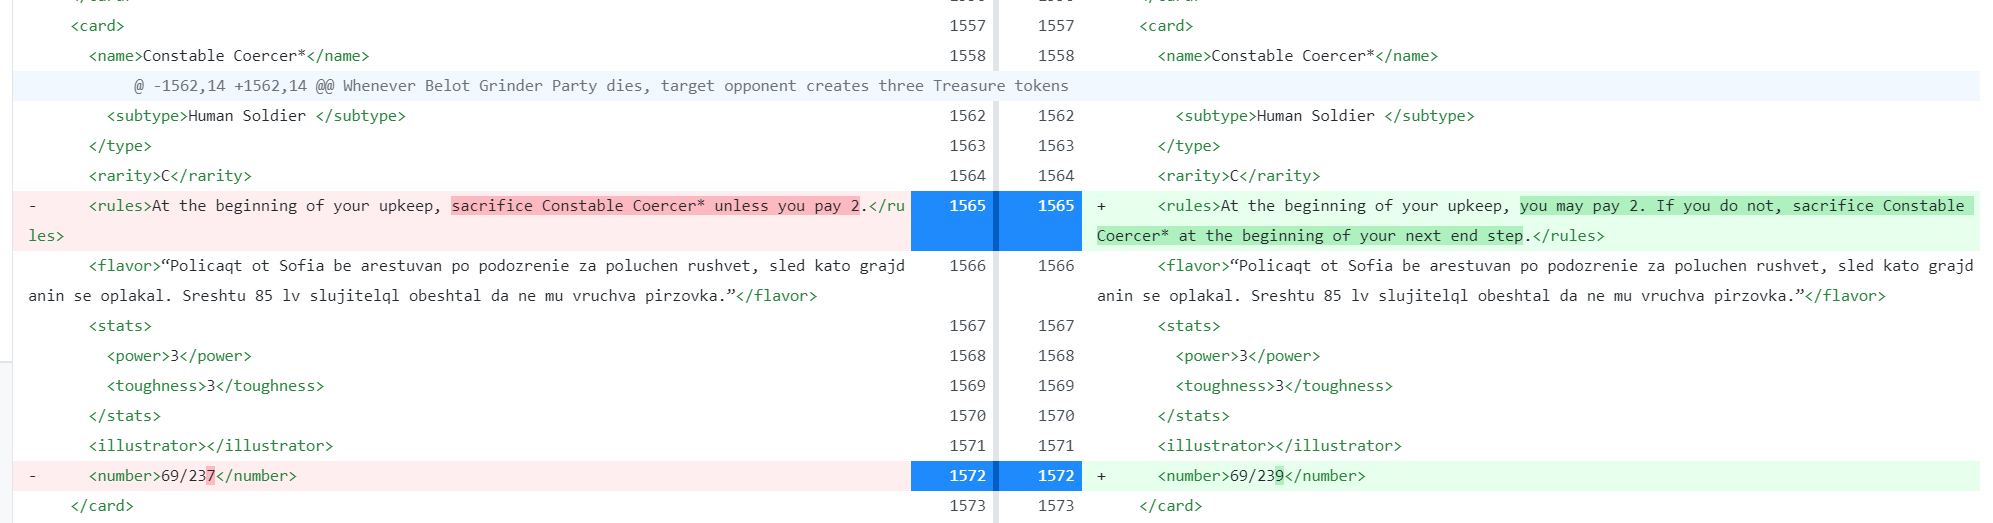 <card>
1557
<name>Constable Coercer*</name>
1558
@ -1562,14 +1562,14 @@ Whenever Belot Grinder Party dies, target opponent creates three Treasure tokens
<subtype>Human Soldier </subtype>
1562
</type>
1563
<rarity>C</rarity>
1564
- <rules>At the beginning of your upkeep, sacrifice Constable Coercer* unless you pay 2.</ru
les>
1565
<flavor>“Policaqt ot Sofia be arestuvan po podozrenie za poluchen rushvet, sled kato grajd
anin se oplakal. Sreshtu 85 lv slujitelql obeshtal da ne mu vruchva pirzovka.”</flavor>
1566
<stats>
1567
<power>3</power>
1568
<toughness>3</toughness>
1569
</stats>
1570
<illustrator></illustrator>
1571
- <number>69/237</number>
1572
</card>
1573
1557
<card>
1558
<name>Constable Coercer*</name>
1562
<subtype>Human Soldier </subtype>
1563
</type>
1564
<rarity>C</rarity>
1565
+ <rules>At the beginning of your upkeep, you may pay 2. If you do not, sacrifice Constable
Coercer* at the beginning of your next end step.</rules>
1566
<flavor>“Policaqt ot Sofia be arestuvan po podozrenie za poluchen rushvet, sled kato grajd
anin se oplakal. Sreshtu 85 lv slujitelql obeshtal da ne mu vruchva pirzovka.”</flavor>
1567
<stats>
1568
<power>3</power>
1569
<toughness>3</toughness>
1570
</stats>
1571
<illustrator></illustrator>
1572
+ <number>69/239</number>
1573
</card>